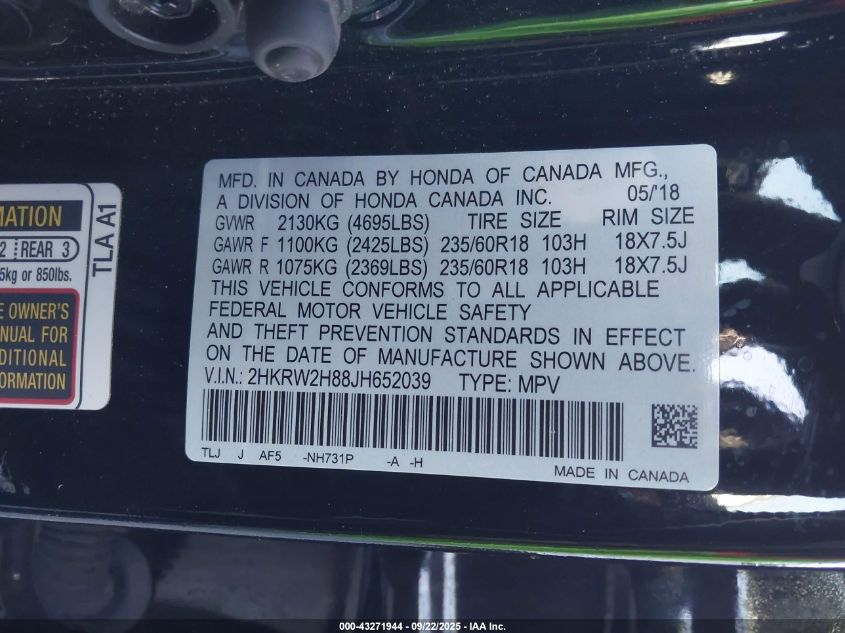 MATION
2 REAR 3
5kg or 850lbs.
E OWNER'S
ANUAL FOR
DITIONAL
FORMATION
TLA A1
MFD. IN CANADA BY HONDA OF CANADA MFG.,
A DIVISION OF HONDA CANADA INC. 05/'18
GVWR 2130KG (4695LBS) TIRE SIZE RIM SIZE
GAWR F 1100KG (2425LBS) 235/60R18 103H 18X7.5J
GAWR R 1075KG (2369LBS) 235/60R18 103H 18X7.5J
THIS VEHICLE CONFORMS TO ALL APPLICABLE
FEDERAL MOTOR VEHICLE SAFETY
AND THEFT PREVENTION STANDARDS IN EFFECT
ON THE DATE OF MANUFACTURE SHOWN ABOVE.
V.I.N.: 2HKRW2H88JH652039 TYPE: MPV
TLJ J AF5 -NH731P -A -H
MADE IN CANADA
000-43271944 - 09/22/2025 - IAA Inc.